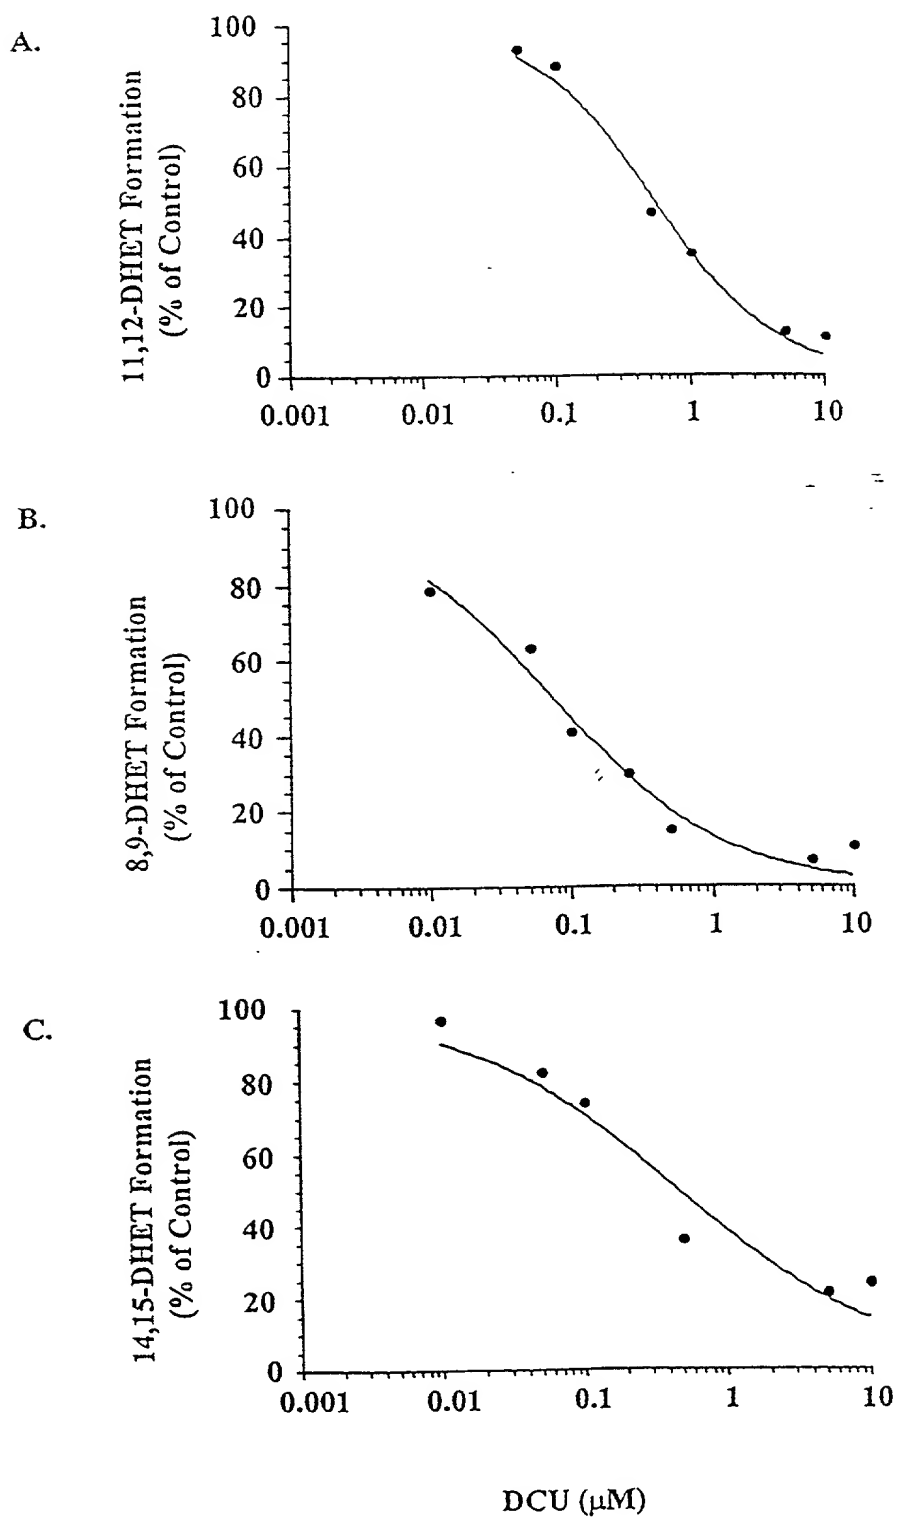 A.
11,12-DHET Formation
(% of Control)
100
80
60
40
20
0
0.001 0.01 0.1 1 10
B.
8,9-DHET Formation
(% of Control)
100
80
60
40
20
0
0.001 0.01 0.1 1 10
C.
14,15-DHET Formation
(% of Control)
100
80
60
40
20
0
0.001 0.01 0.1 1 10
DCU (μM)